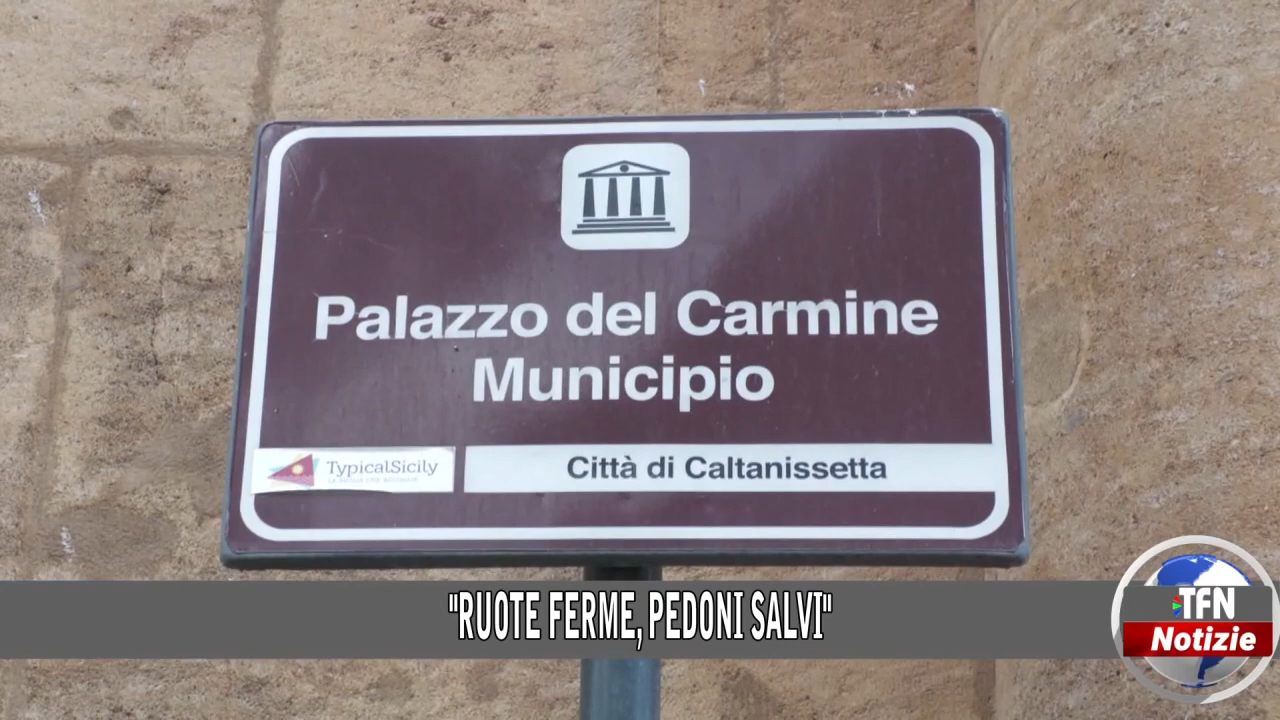 Palazzo del Carmine
Municipio
TypicalSicily
Città di Caltanissetta
"RUOTE FERME, PEDONI SALVI"
TFN
Notizie